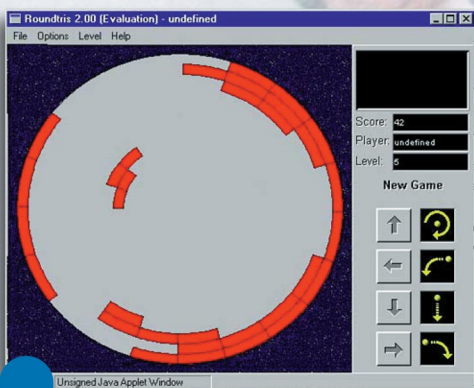 Roundtris 2.00 (Evaluation) - undefined
File Options Level Help
Score: 42
Player: undefined
Level: 5
New Game
Unsigned Java Applet Window